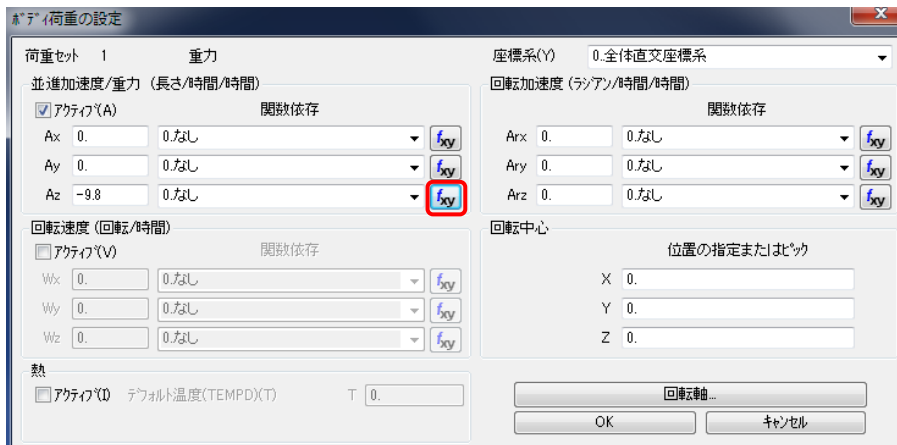 ﾎﾞﾃﾞｨ荷重の設定
荷重ｾｯﾄ 1 重力
座標系(Y) 0..全体直交座標系
並進加速度/重力 (長さ/時間/時間)
アクティブ(A) 関数依存
Ax 0. 0..なし fxy
Ay 0. 0..なし fxy
Az -9.8 0..なし fxy
回転加速度 (ラジアン/時間/時間)
関数依存
Arx 0. 0..なし fxy
Ary 0. 0..なし fxy
Arz 0. 0..なし fxy
回転速度 (回転/時間)
アクティブ(V) 関数依存
Wx 0. 0..なし fxy
Wy 0. 0..なし fxy
Wz 0. 0..なし fxy
回転中心
位置の指定またはピック
X 0.
Y 0.
Z 0.
熱
アクティブ(I) デフォルト温度(TEMPD)(T) T 0.
回転軸...
OK キャンセル